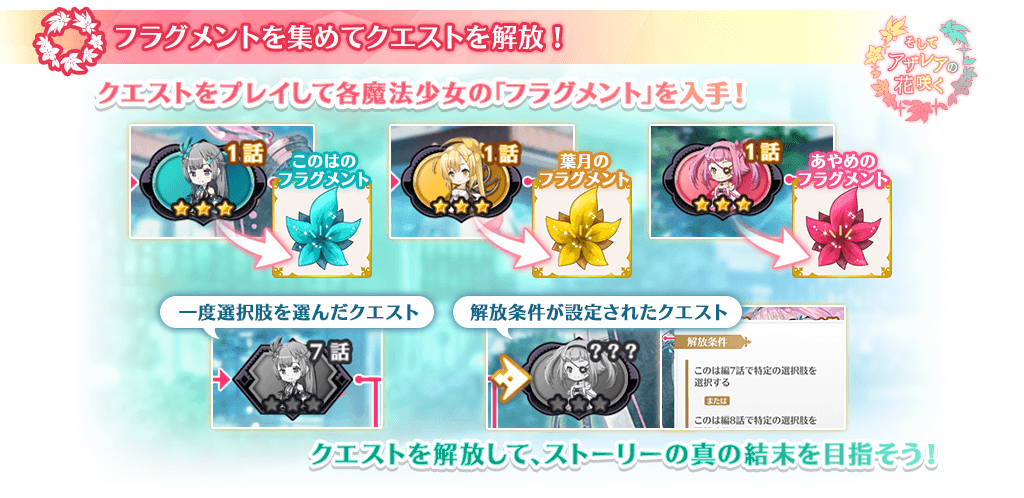 フラグメントを集めてクエストを解放！
そして
アザレアの
花咲く
クエストをプレイして各魔法少女の「フラグメント」を入手！
1話
このはの
フラグメント
1話
葉月の
フラグメント
1話
あやめの
フラグメント
一度選択肢を選んだクエスト
7話
解放条件が設定されたクエスト
？？？
解放条件
このは編7話で特定の選択肢を
選択する
または
このは編8話で特定の選択肢を
クエストを解放して、ストーリーの真の結末を目指そう！